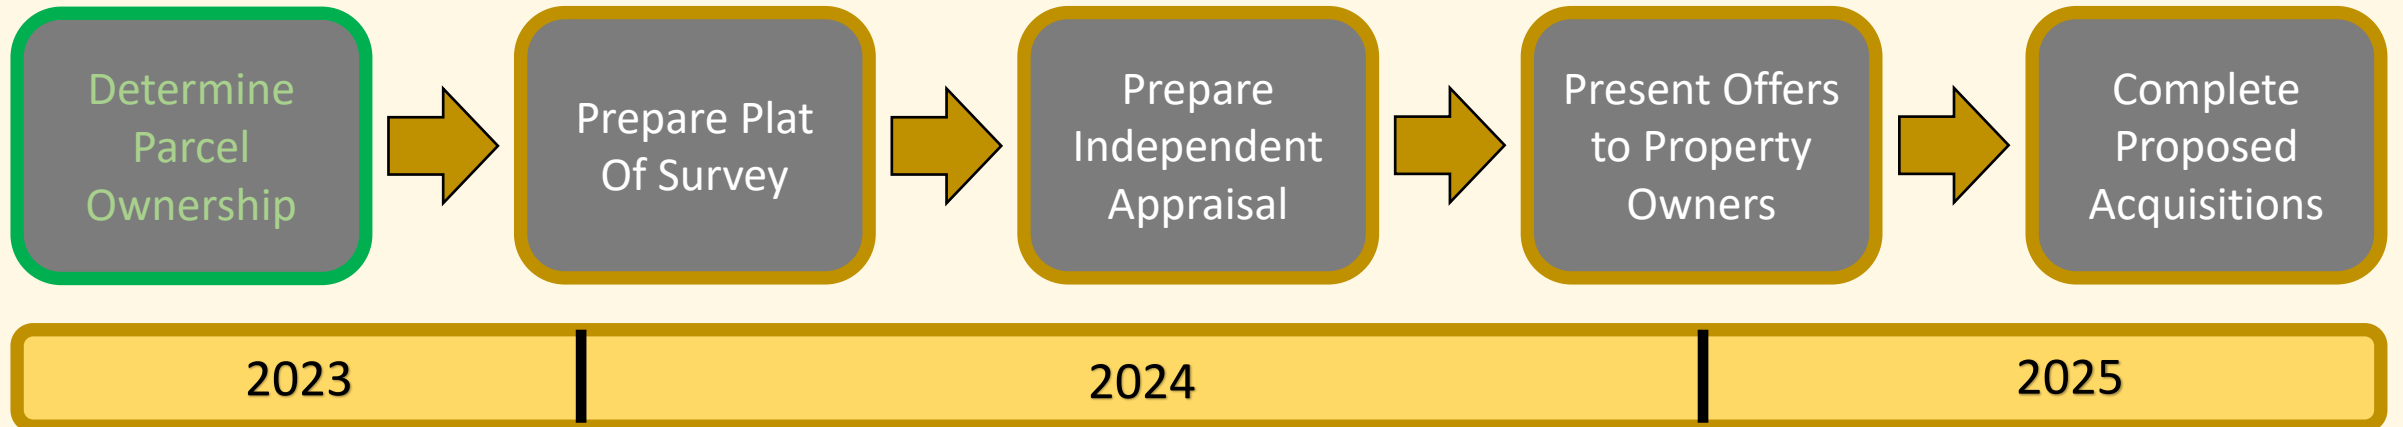 Determine
Parcel
Ownership
Prepare Plat
Of Survey
Prepare
Independent
Appraisal
Present Offers
to Property
Owners
Complete
Proposed
Acquisitions
2023
2024
2025